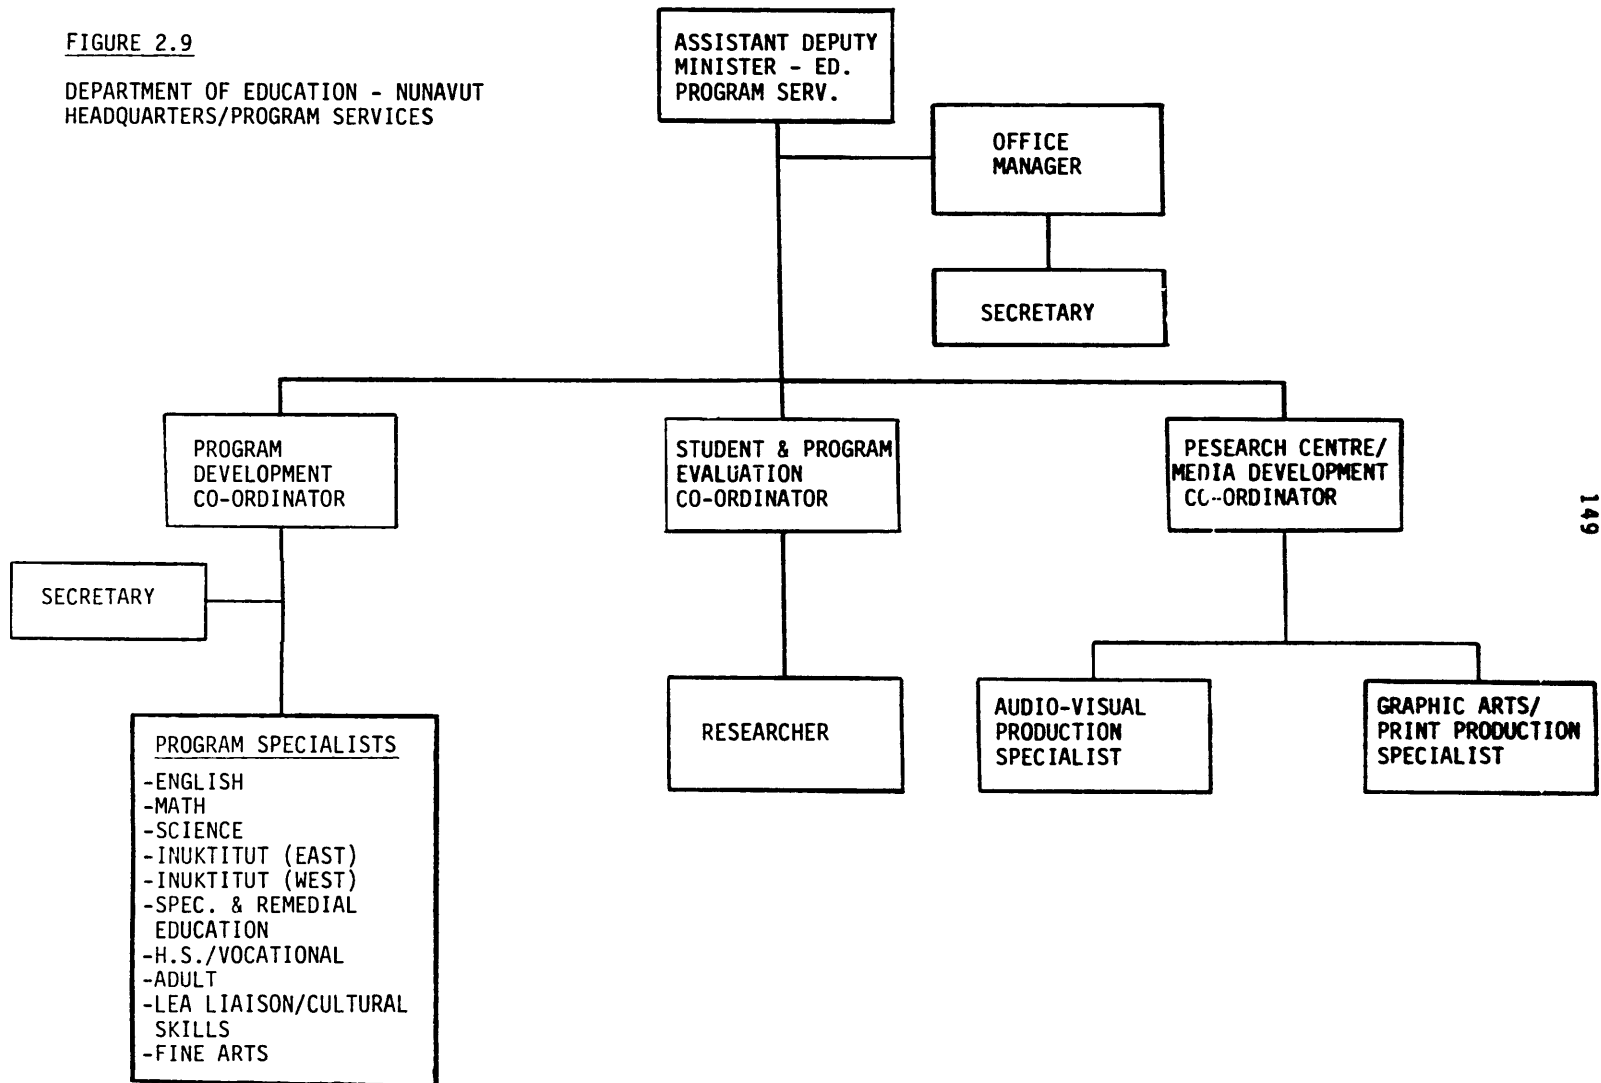 FIGURE 2.9
DEPARTMENT OF EDUCATION - NUNAVUT
HEADQUARTERS/PROGRAM SERVICES
ASSISTANT DEPUTY
MINISTER - ED.
PROGRAM SERV.
OFFICE
MANAGER
SECRETARY
PROGRAM
DEVELOPMENT
CO-ORDINATOR
STUDENT & PROGRAM
EVALUATION
CO-ORDINATOR
PESEARCH CENTRE/
MEDIA DEVELOPMENT
CC--ORDINATOR
149
SECRETARY
PROGRAM SPECIALISTS
-ENGLISH
-MATH
-SCIENCE
-INUKTITUT (EAST)
-INUKTITUT (WEST)
-SPEC. & REMEDIAL
EDUCATION
-H.S./VOCATIONAL
-ADULT
-LEA LIAISON/CULTURAL
SKILLS
-FINE ARTS
RESEARCHER
AUDIO-VISUAL
PRODUCTION
SPECIALIST
GRAPHIC ARTS/
PRINT PRODUCTION
SPECIALIST